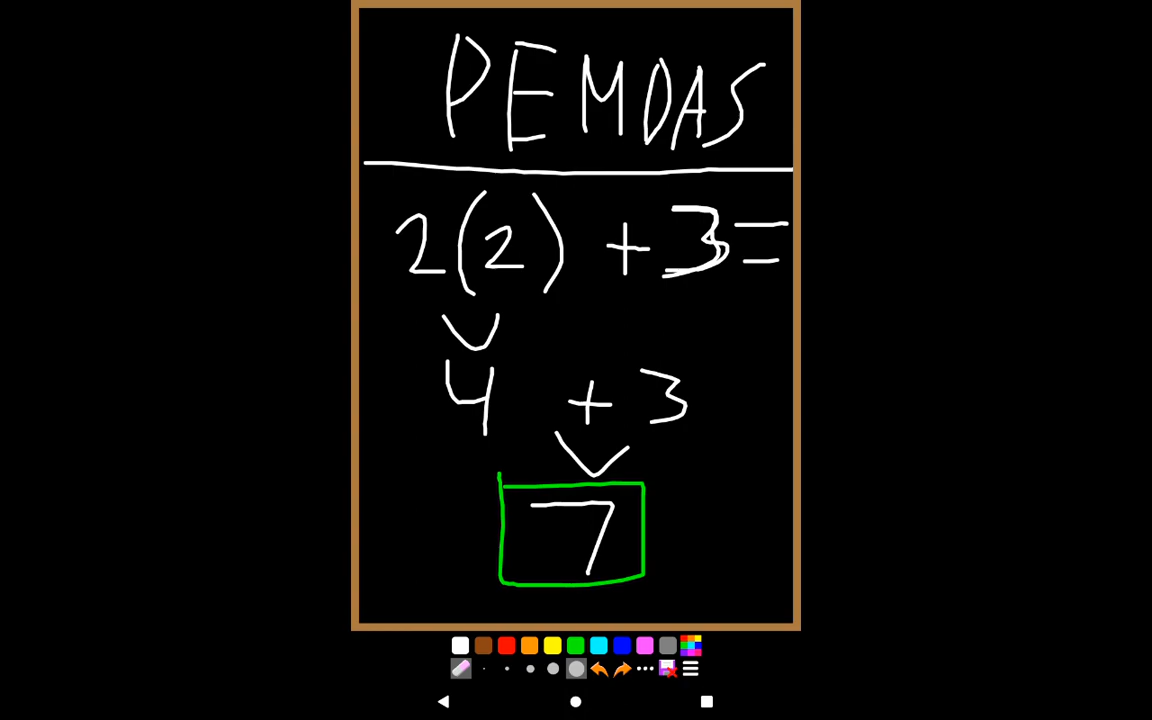 PEMDAS
2(2) + 3 =
4 + 3
7